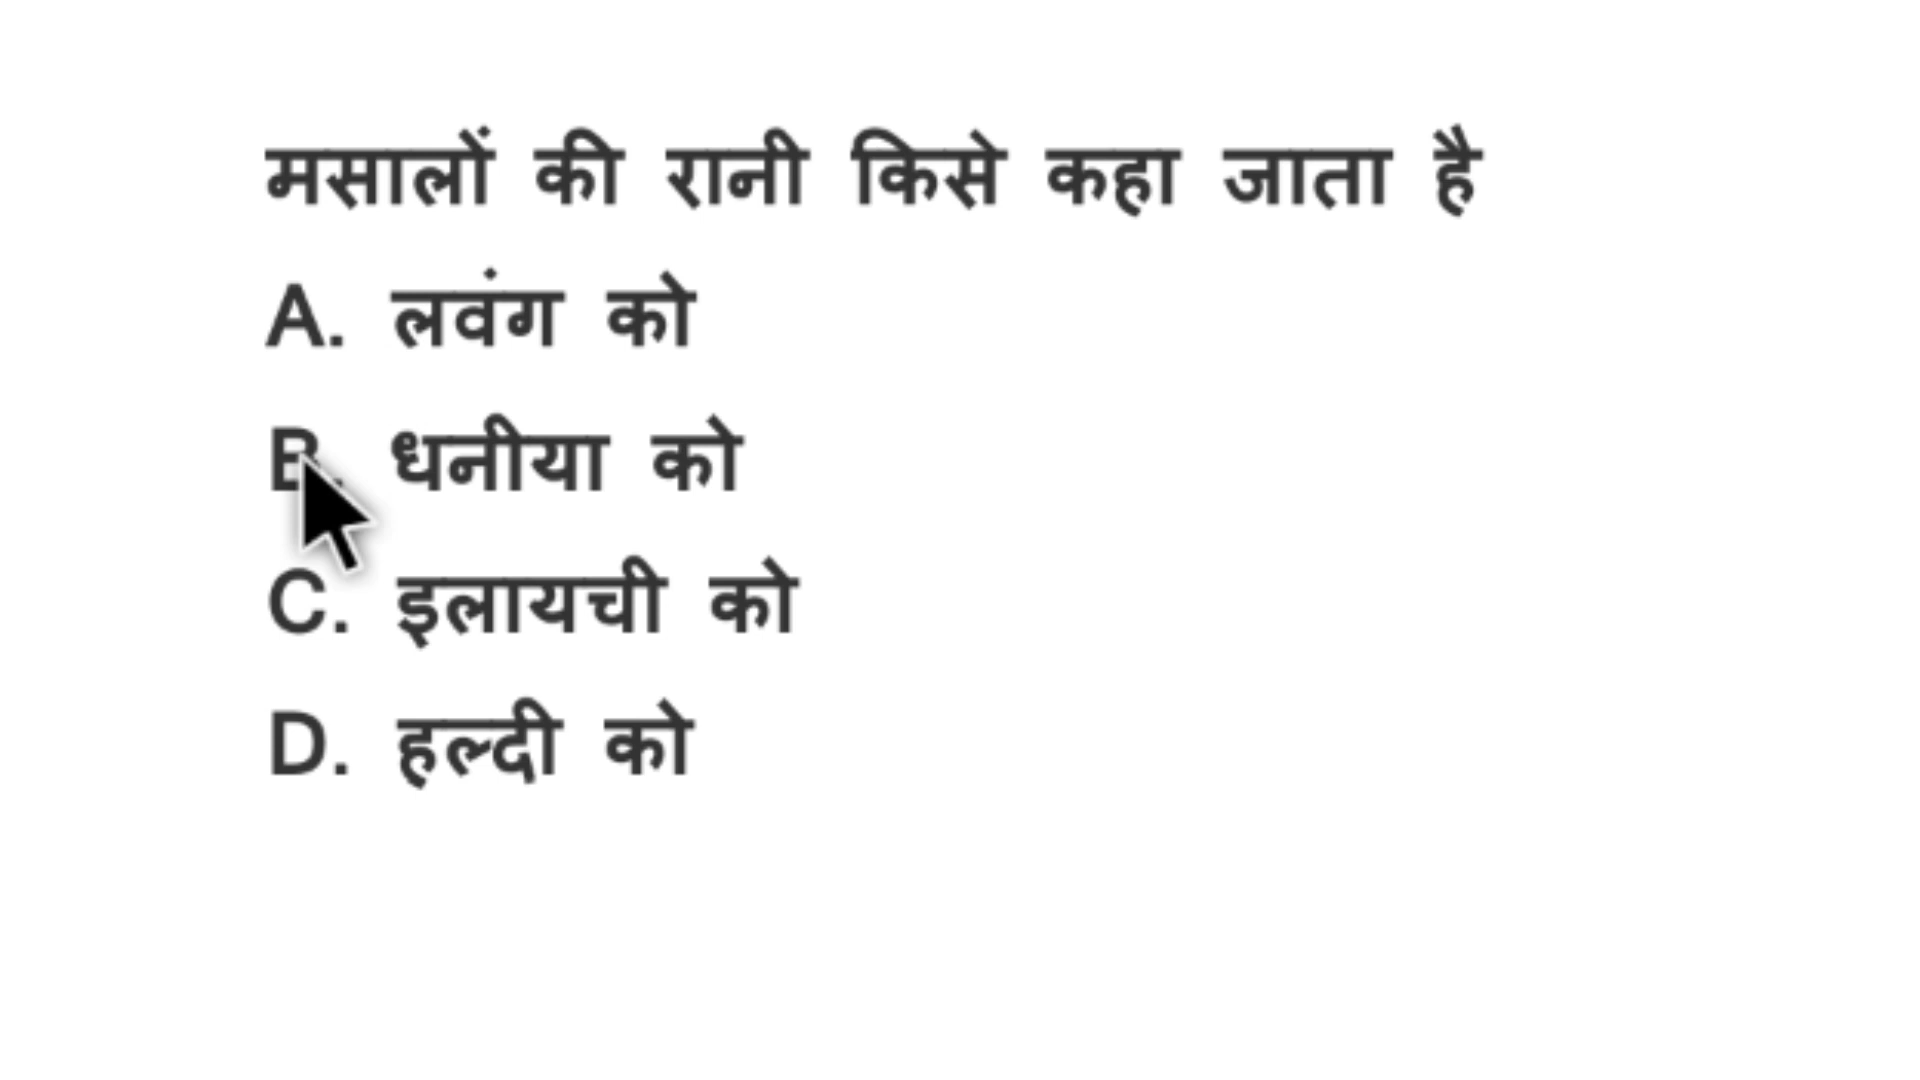 मसालों की रानी किसे कहा जाता है
A. लवंग को
B. धनीया को
C. इलायची को
D. हल्दी को